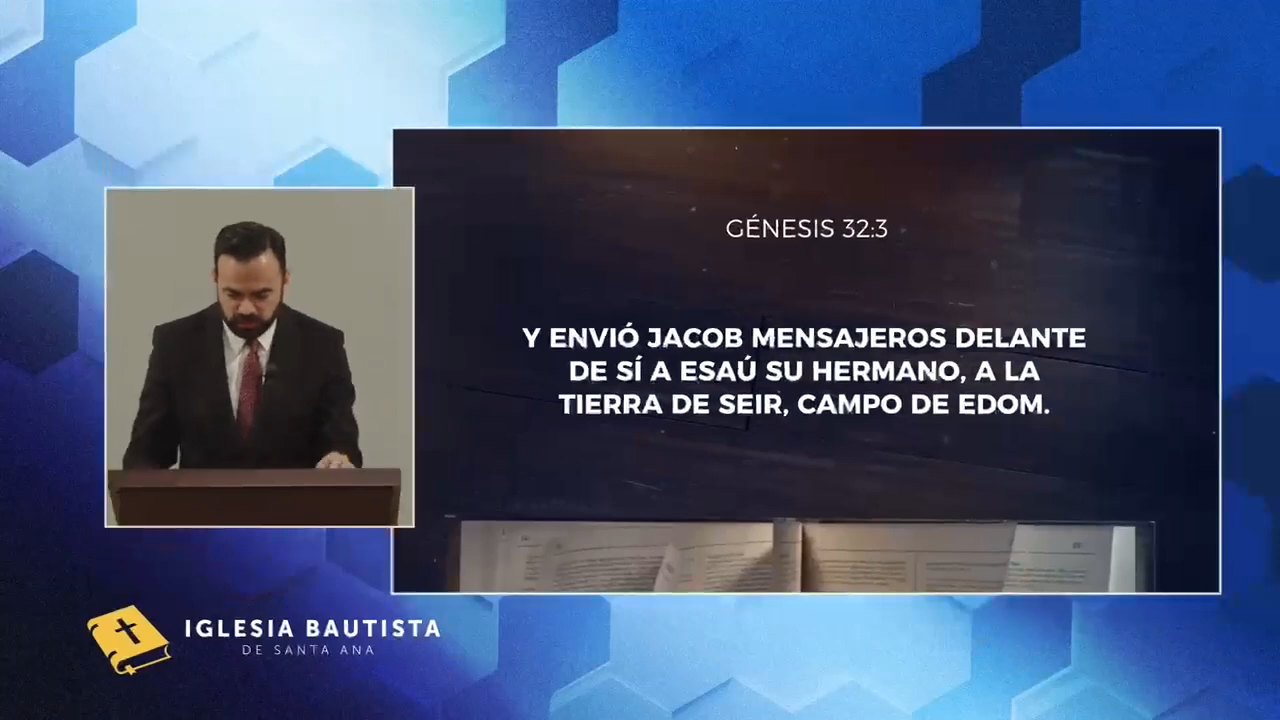 GÉNESIS 32:3
Y ENVIÓ JACOB MENSAJEROS DELANTE
DE SÍ A ESAÚ SU HERMANO, A LA
TIERRA DE SEIR, CAMPO DE EDOM.
IGLESIA BAUTISTA
DE SANTA ANA